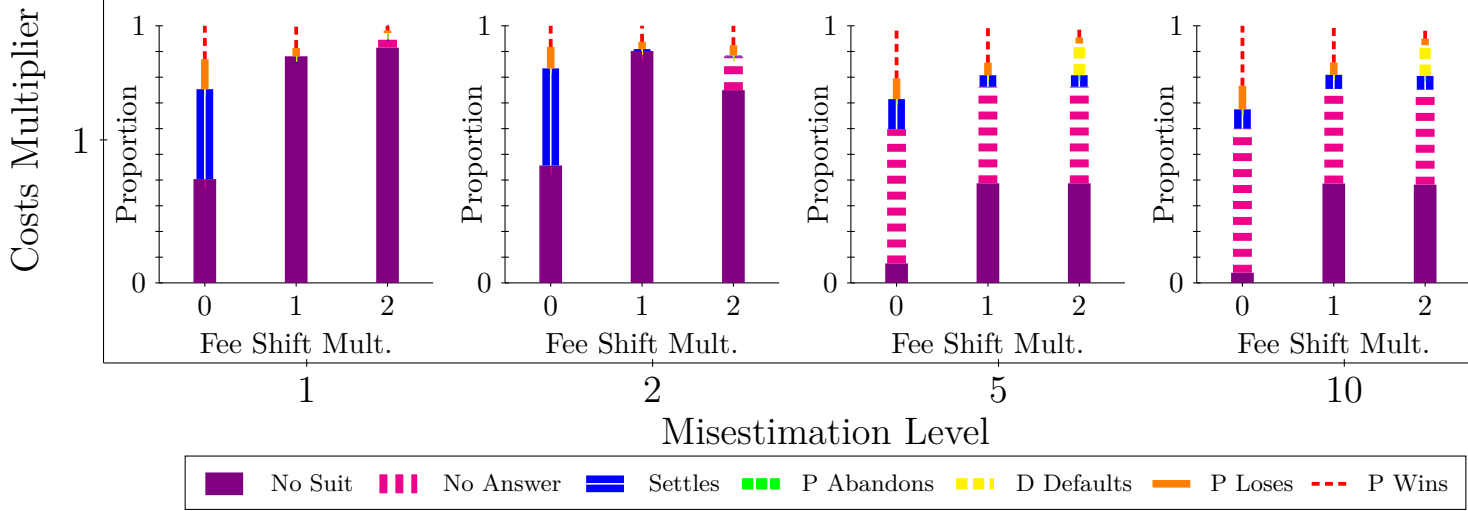 Costs Multiplier
1
Proportion
0
1
0
1
2
Fee Shift Mult.
1
Proportion
0
1
0
1
2
Fee Shift Mult.
2
Proportion
0
1
0
1
2
Fee Shift Mult.
5
Proportion
0
1
0
1
2
Fee Shift Mult.
10
Misestimation Level
No Suit
No Answer
Settles
P Abandons
D Defaults
P Loses
P Wins